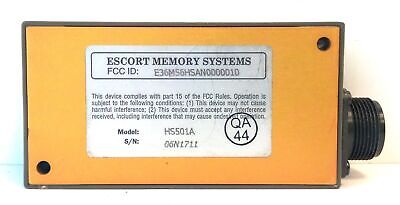 ESCORT MEMORY SYSTEMS
FCC ID: E36MS6HSAN0000010
This device complies with part 15 of the FCC Rules. Operation is
subject to the following conditions: (1) This device may not cause
harmful interference. (2) This device must accept any interference
received, including interference that may cause undesired operation.
Model: HS501A
S/N: 06N1711
QA
44